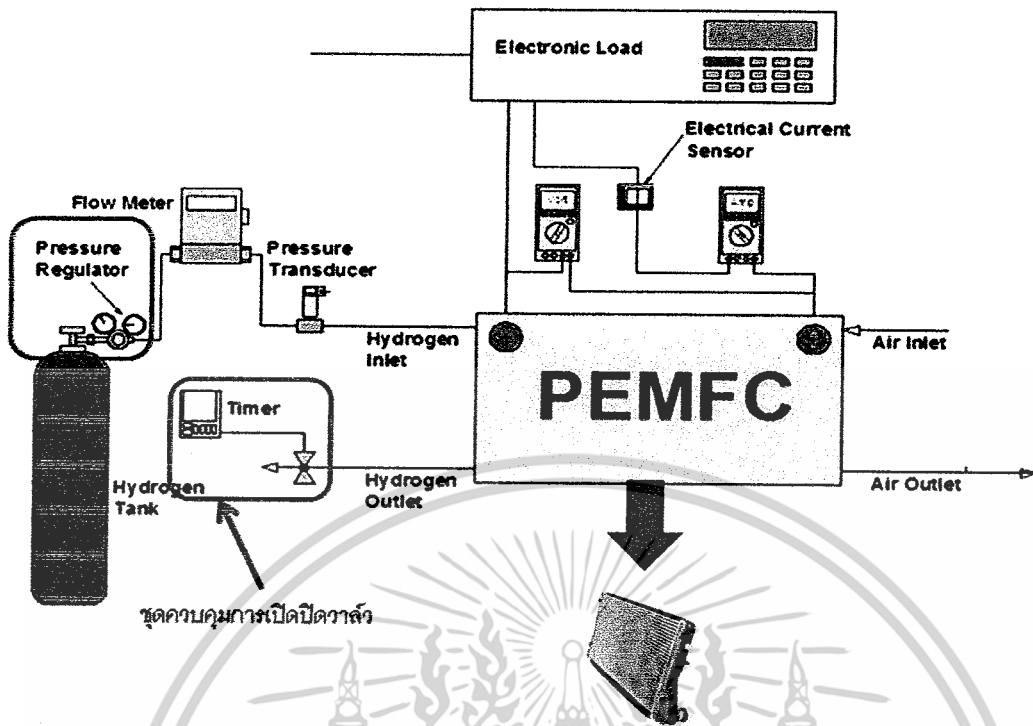 Electronic Load
Electrical Current
Sensor
Flow Meter
Pressure
Regulator
Pressure
Transducer
Hydrogen
Inlet
Air Inlet
PEMFC
Timer
Hydrogen
Tank
Hydrogen
Outlet
Air Outlet
ชุดควบคุมการเปิดปิดวาล์ว